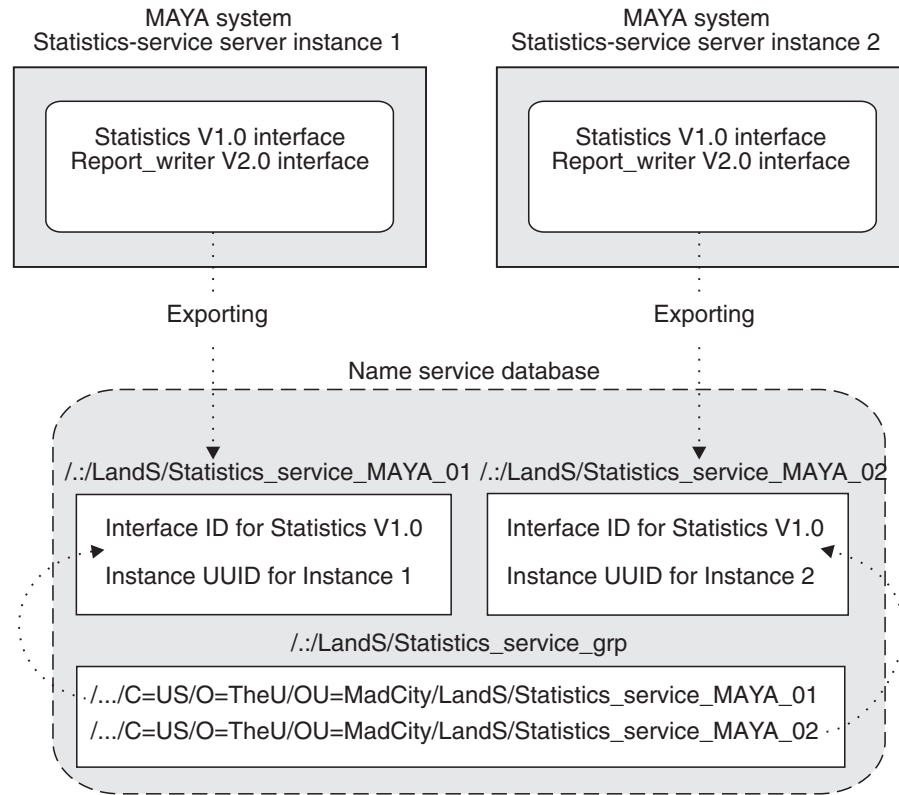 MAYA system
Statistics-service server instance 1
MAYA system
Statistics-service server instance 2
Statistics V1.0 interface
Report_writer V2.0 interface
Statistics V1.0 interface
Report_writer V2.0 interface
Exporting
Exporting
Name service database
/.:/LandS/Statistics_service_MAYA_01
/.:/LandS/Statistics_service_MAYA_02
Interface ID for Statistics V1.0
Instance UUID for Instance 1
Interface ID for Statistics V1.0
Instance UUID for Instance 2
/.:/LandS/Statistics_service_grp
/.../C=US/O=TheU/OU=MadCity/LandS/Statistics_service_MAYA_01
/.../C=US/O=TheU/OU=MadCity/LandS/Statistics_service_MAYA_02